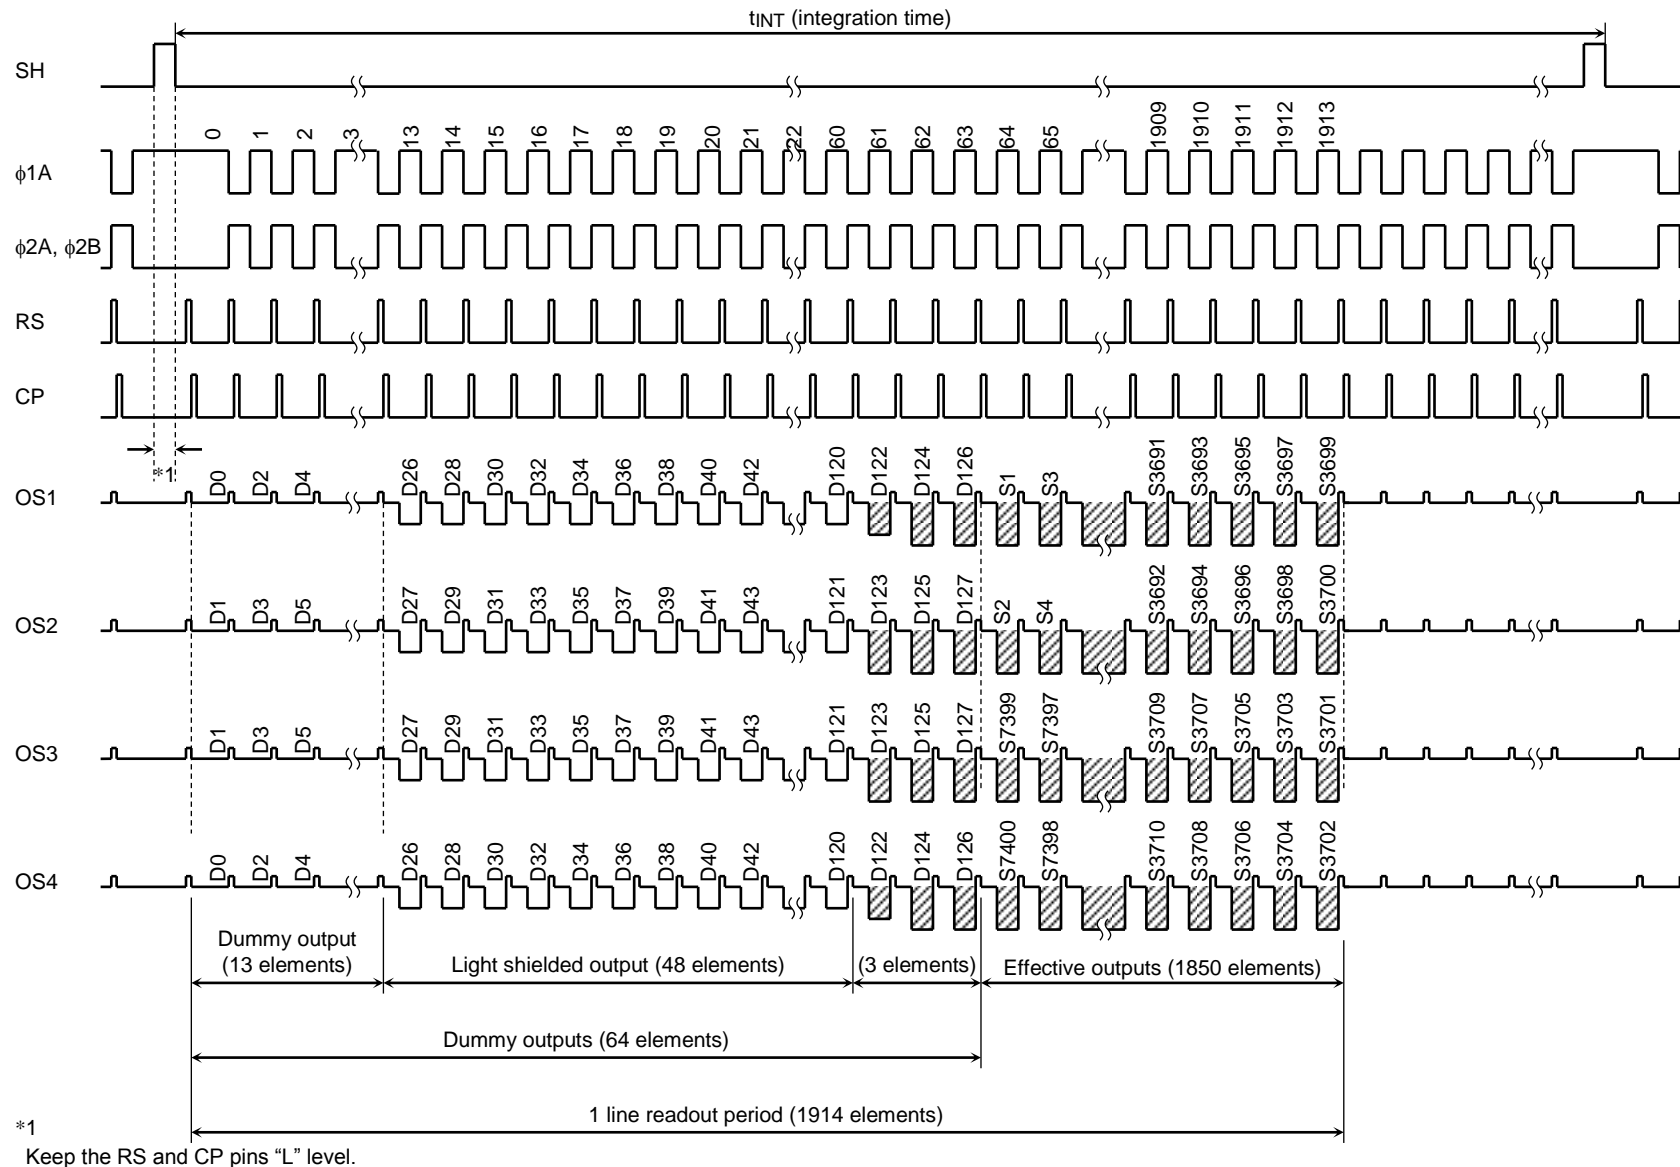 tINT (integration time)
SH
0 1 2 3 13 14 15 16 17 18 19 20 21 22 60 61 62 63 64 65 1909 1910 1911 1912 1913
ϕ1A
ϕ2A, ϕ2B
RS
CP
*1
D0 D2 D4 D26 D28 D30 D32 D34 D36 D38 D40 D42 D120 D122 D124 D126 S1 S3 S3691 S3693 S3695 S3697 S3699
OS1
D1 D3 D5 D27 D29 D31 D33 D35 D37 D39 D41 D43 D121 D123 D125 D127 S2 S4 S3692 S3694 S3696 S3698 S3700
OS2
D1 D3 D5 D27 D29 D31 D33 D35 D37 D39 D41 D43 D121 D123 D125 D127 S7399 S7397 S3709 S3707 S3705 S3703 S3701
OS3
D0 D2 D4 D26 D28 D30 D32 D34 D36 D38 D40 D42 D120 D122 D124 D126 S7400 S7398 S3710 S3708 S3706 S3704 S3702
OS4
Dummy output
(13 elements)
Light shielded output (48 elements)
(3 elements)
Effective outputs (1850 elements)
Dummy outputs (64 elements)
1 line readout period (1914 elements)
*1
Keep the RS and CP pins “L” level.